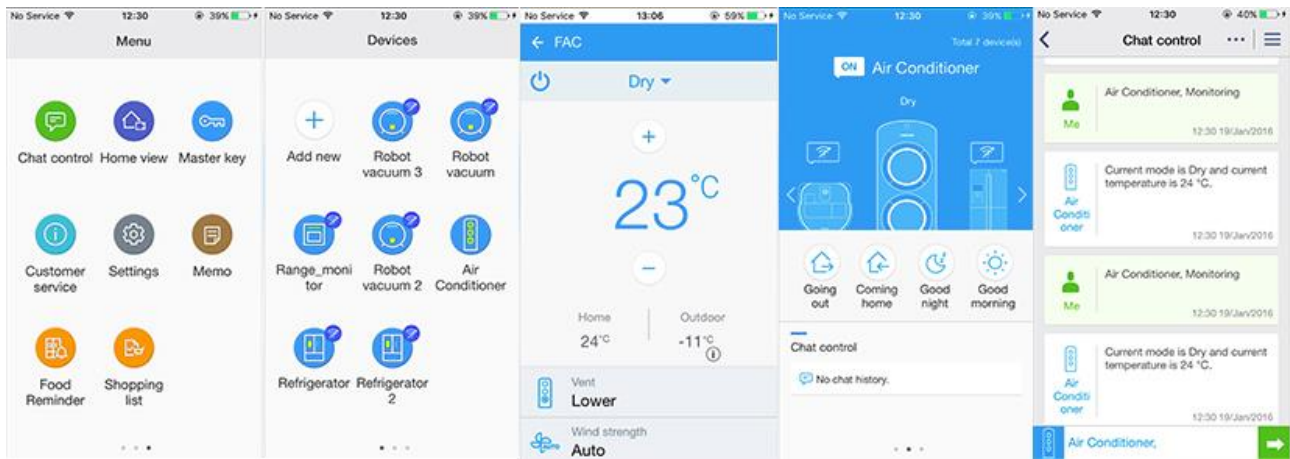 No Service 12:30 39%
Menu
Chat control Home view Master key
Customer service Settings Memo
Food Reminder Shopping list
No Service 12:30 39%
Devices
Add new Robot vacuum 3 Robot vacuum
Range_moni tor Robot vacuum 2 Air Conditioner
Refrigerator Refrigerator 2
No Service 13:06 59%
FAC
Dry
+
23°C
−
Home Outdoor
24°C -11°C
Vent
Lower
Wind strength
Auto
No Service 12:30 39%
Total 7 device(s)
ON Air Conditioner
Dry
Going out Coming home Good night Good morning
Chat control
No chat history.
No Service 12:30 40%
Chat control
Air Conditioner, Monitoring
Me
12:30 19/Jan/2016
Current mode is Dry and current
temperature is 24 °C.
Air
Conditi
oner
12:30 19/Jan/2016
Air Conditioner, Monitoring
Me
12:30 19/Jan/2016
Current mode is Dry and current
temperature is 24 °C.
Air
Conditi
oner
12:30 19/Jan/2016
Air Conditioner,